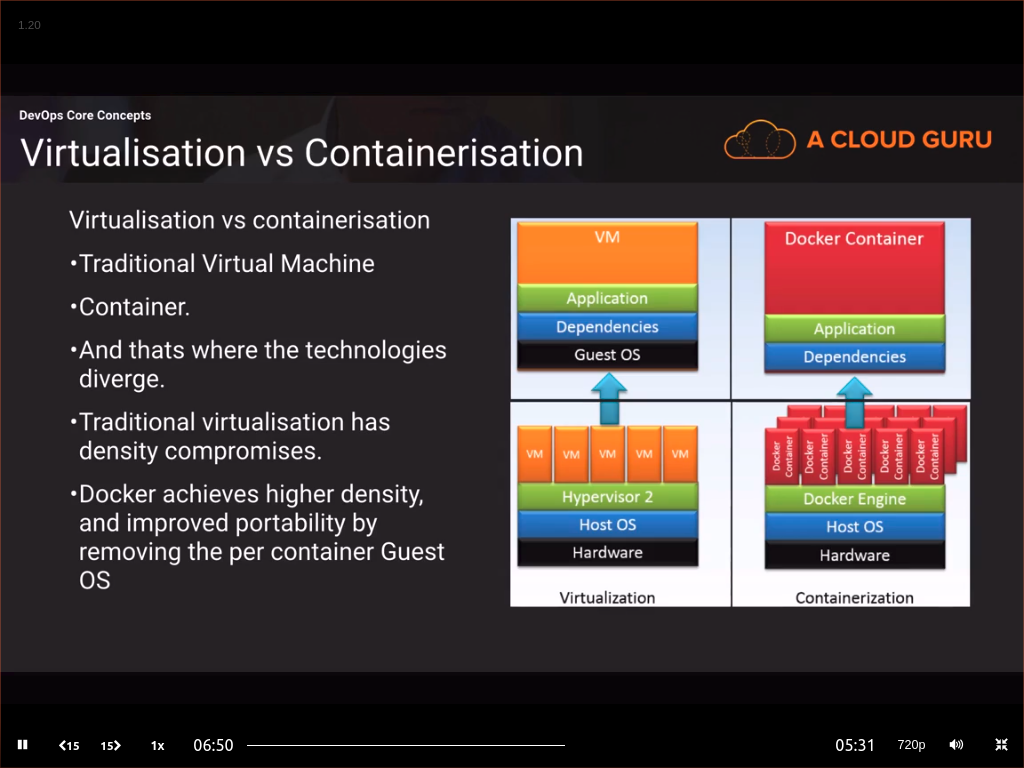 1.20
DevOps Core Concepts
Virtualisation vs Containerisation
A CLOUD GURU
Virtualisation vs containerisation
•Traditional Virtual Machine
•Container.
•And thats where the technologies
diverge.
•Traditional virtualisation has
density compromises.
•Docker achieves higher density,
and improved portability by
removing the per container Guest
OS
VM
Application
Dependencies
Guest OS
VM VM VM VM VM
Hypervisor 2
Host OS
Hardware
Virtualization
Docker Container
Application
Dependencies
Docker Container Docker Container Docker Container Docker Container Docker Container
Docker Engine
Host OS
Hardware
Containerization
15 15 1x 06:50 05:31 720p